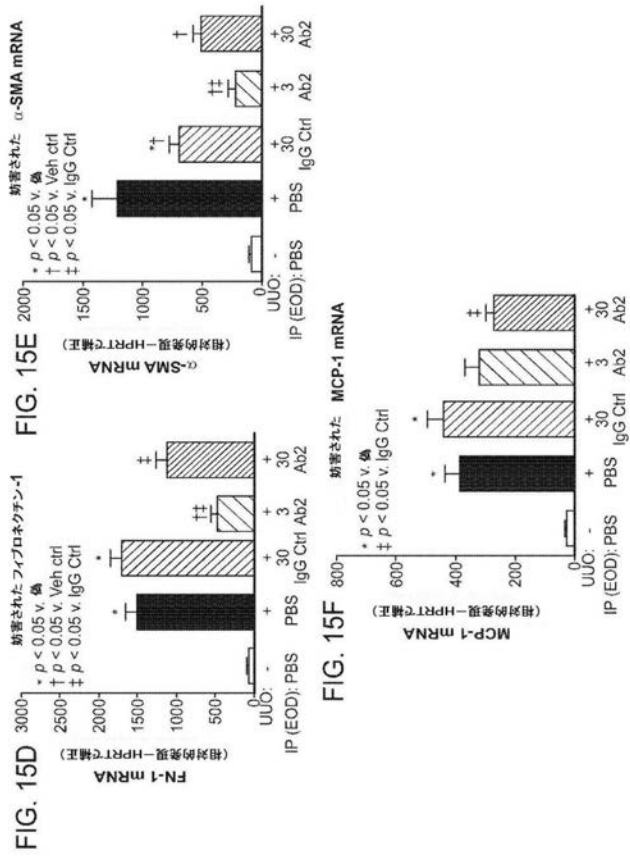 FIG. 15D
妨害された フィブロネクチン-1
* p < 0.05 v. 偽
† p < 0.05 v. Veh ctrl
‡ p < 0.05 v. IgG Ctrl
FN-1 mRNA
(相対的発現－HPRTで補正)
3000
2500
2000
1500
1000
500
0
UUO: - + + + +
IP (EOD): PBS PBS 30 3 30
IgG Ctrl Ab2 Ab2
* * †‡ ‡
FIG. 15E
妨害された α-SMA mRNA
* p < 0.05 v. 偽
† p < 0.05 v. Veh ctrl
‡ p < 0.05 v. IgG Ctrl
α-SMA mRNA
(相対的発現－HPRTで補正)
2000
1500
1000
500
0
UUO: - + + + +
IP (EOD): PBS PBS 30 3 30
IgG Ctrl Ab2 Ab2
* *† †‡ †
FIG. 15F
妨害された MCP-1 mRNA
* p < 0.05 v. 偽
‡ p < 0.05 v. IgG Ctrl
MCP-1 mRNA
(相対的発現－HPRTで補正)
800
600
400
200
0
UUO: - + + + +
IP (EOD): PBS PBS 30 3 30
IgG Ctrl Ab2 Ab2
* * ‡